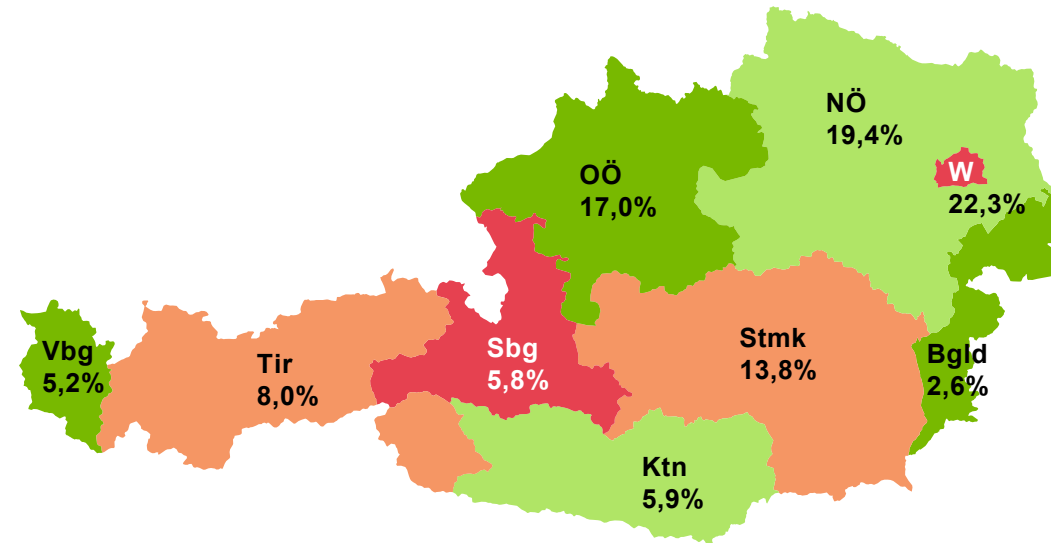 NÖ
19,4%
W
22,3%
OÖ
17,0%
Vbg
5,2%
Tir
8,0%
Sbg
5,8%
Stmk
13,8%
Bgld
2,6%
Ktn
5,9%